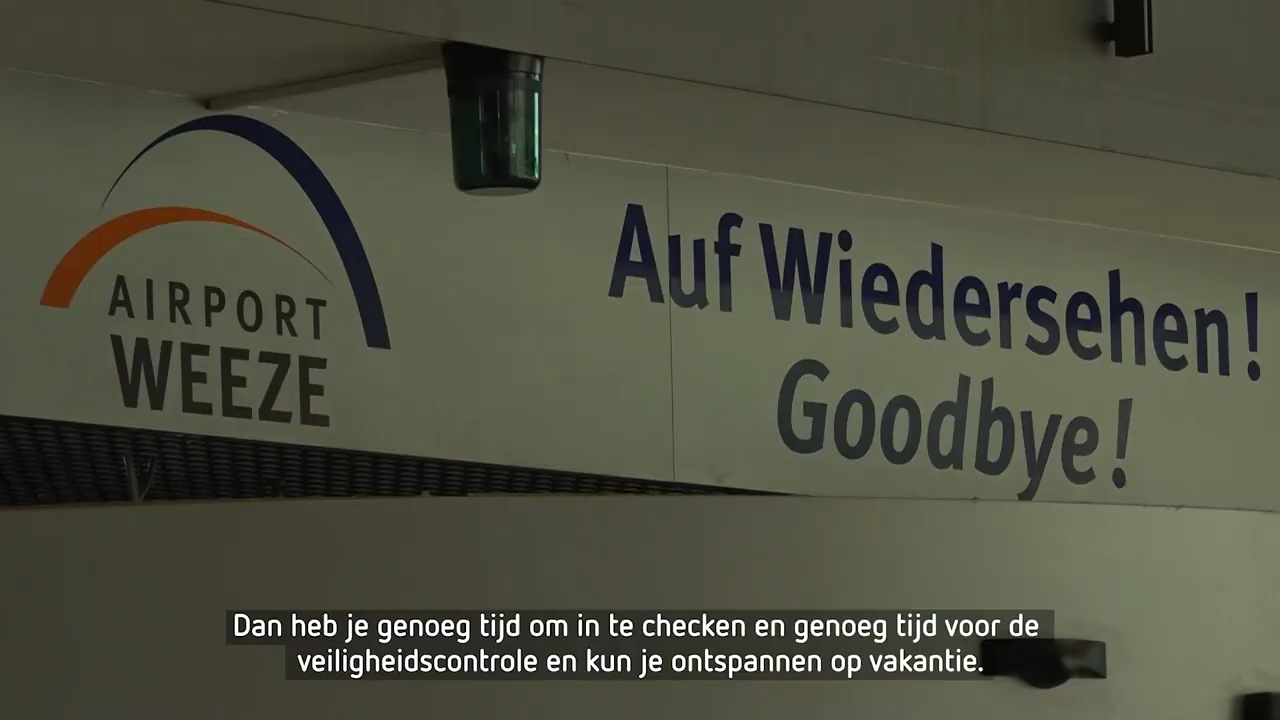 AIRPORT
WEEZE
Auf Wiedersehen!
Goodbye!
Dan heb je genoeg tijd om in te checken en genoeg tijd voor de
veiligheidscontrole en kun je ontspannen op vakantie.